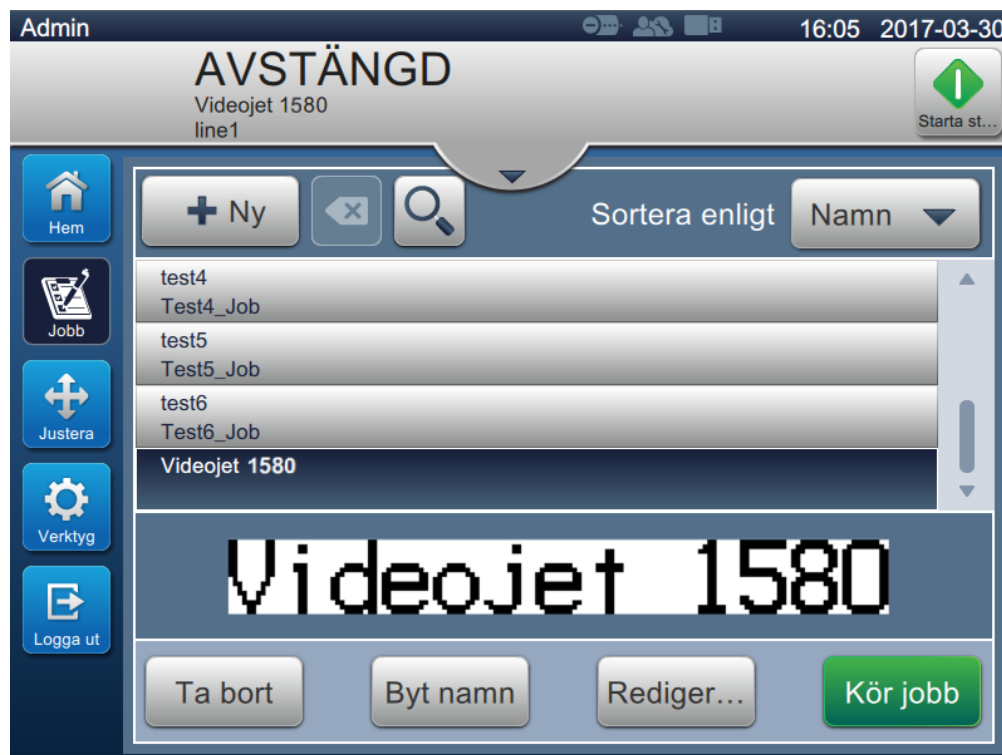 Admin
16:05 2017-03-30
AVSTÄNGD
Videojet 1580
line1
Starta st...
Hem
Jobb
Justera
Verktyg
Logga ut
Ny
Sortera enligt
Namn
test4
Test4_Job
test5
Test5_Job
test6
Test6_Job
Videojet 1580
Videojet 1580
Ta bort
Byt namn
Rediger...
Kör jobb